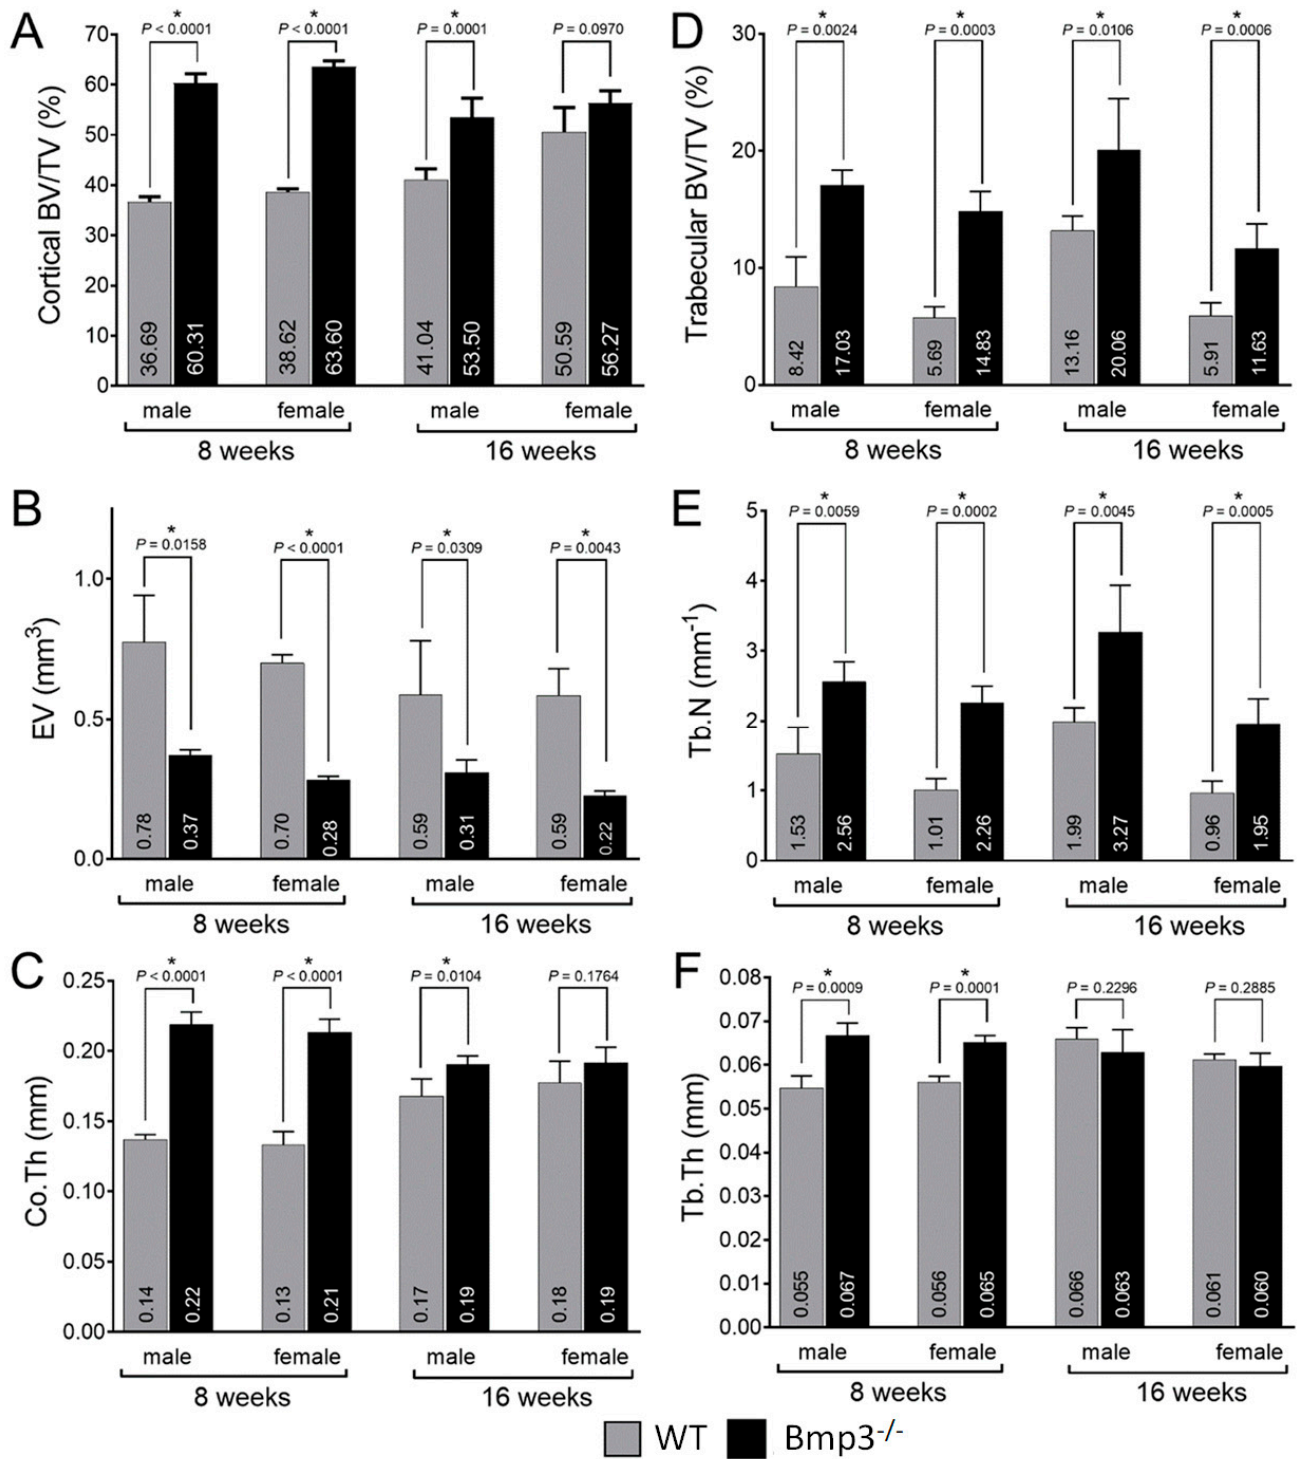 A
Cortical BV/TV (%)
70
60
50
40
30
20
10
0
*
P < 0.0001
*
P < 0.0001
*
P = 0.0001
P = 0.0970
36.69
60.31
38.62
63.60
41.04
53.50
50.59
56.27
male
female
male
female
8 weeks
16 weeks
D
Trabecular BV/TV (%)
30
20
10
0
*
P = 0.0024
*
P = 0.0003
*
P = 0.0106
*
P = 0.0006
8.42
17.03
5.69
14.83
13.16
20.06
5.91
11.63
male
female
male
female
8 weeks
16 weeks
B
EV (mm³)
1.0
0.5
0.0
*
P = 0.0158
*
P < 0.0001
*
P = 0.0309
*
P = 0.0043
0.78
0.37
0.70
0.28
0.59
0.31
0.59
0.22
male
female
male
female
8 weeks
16 weeks
E
Tb.N (mm⁻¹)
5
4
3
2
1
0
*
P = 0.0059
*
P = 0.0002
*
P = 0.0045
*
P = 0.0005
1.53
2.56
1.01
2.26
1.99
3.27
0.96
1.95
male
female
male
female
8 weeks
16 weeks
C
Co.Th (mm)
0.25
0.20
0.15
0.10
0.05
0.00
*
P < 0.0001
*
P < 0.0001
*
P = 0.0104
P = 0.1764
0.14
0.22
0.13
0.21
0.17
0.19
0.18
0.19
male
female
male
female
8 weeks
16 weeks
F
Tb.Th (mm)
0.08
0.07
0.06
0.05
0.04
0.03
0.02
0.01
0.00
*
P = 0.0009
*
P = 0.0001
P = 0.2296
P = 0.2885
0.055
0.067
0.056
0.065
0.066
0.063
0.061
0.060
male
female
male
female
8 weeks
16 weeks
WT
Bmp3⁻/⁻